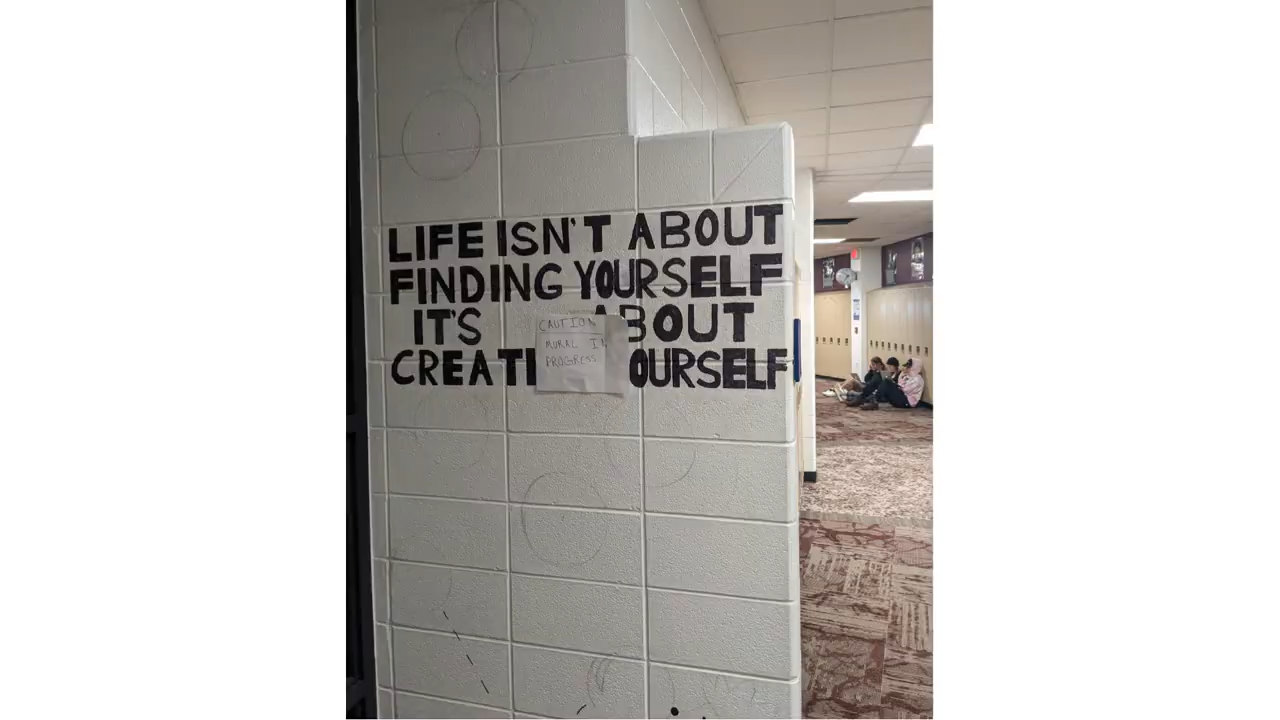 LIFE ISN'T ABOUT
FINDING YOURSELF
IT'S ABOUT
CREATI OURSELF
CAUTION
MURAL IN
PROGRESS